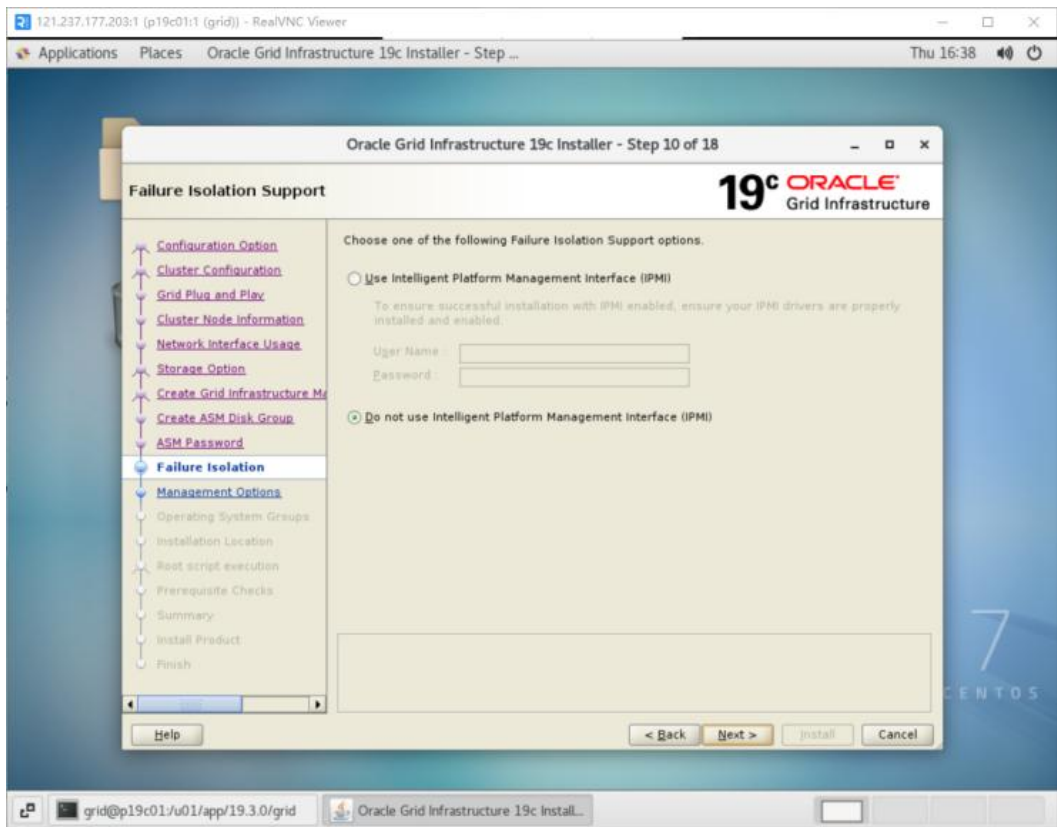 121.237.177.203:1 (p19c01:1 (grid)) - RealVNC Viewer
Applications Places Oracle Grid Infrastructure 19c Installer - Step ... Thu 16:38
Oracle Grid Infrastructure 19c Installer - Step 10 of 18
Failure Isolation Support
19c ORACLE
Grid Infrastructure
Configuration Option
Cluster Configuration
Grid Plug and Play
Cluster Node Information
Network Interface Usage
Storage Option
Create Grid Infrastructure Ma
Create ASM Disk Group
ASM Password
Failure Isolation
Management Options
Operating System Groups
Installation Location
Root script execution
Prerequisite Checks
Summary
Install Product
Finish
Choose one of the following Failure Isolation Support options.
Use Intelligent Platform Management Interface (IPMI)
To ensure successful installation with IPMI enabled, ensure your IPMI drivers are properly
installed and enabled.
User Name :
Password :
Do not use Intelligent Platform Management Interface (IPMI)
7
CENTOS
Help < Back Next > Install Cancel
grid@p19c01:/u01/app/19.3.0/grid Oracle Grid Infrastructure 19c Install...